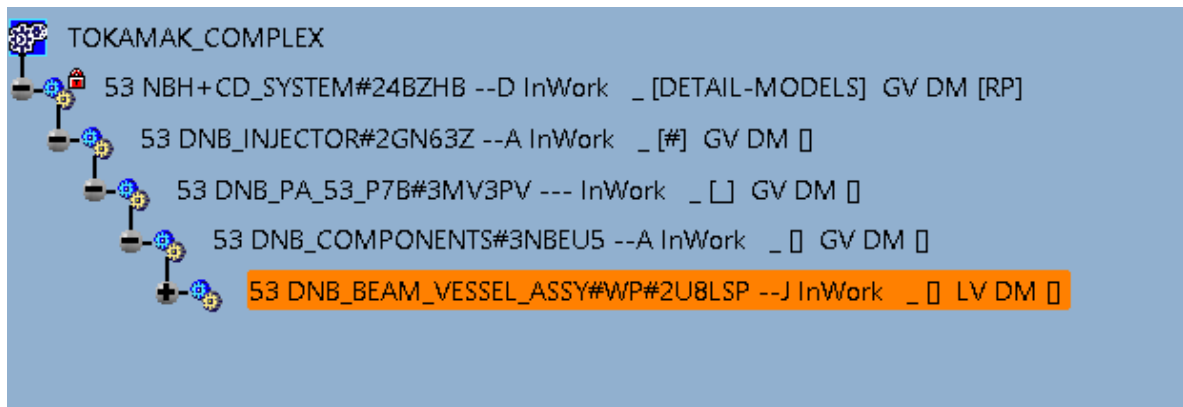 TOKAMAK_COMPLEX
53 NBH+CD_SYSTEM#24BZHB --D InWork _ [DETAIL-MODELS] GV DM [RP]
53 DNB_INJECTOR#2GN63Z --A InWork _ [#] GV DM []
53 DNB_PA_53_P7B#3MV3PV --- InWork _ [_] GV DM []
53 DNB_COMPONENTS#3NBEU5 --A InWork _ [] GV DM []
53 DNB_BEAM_VESSEL_ASSY#WP#2U8LSP --J InWork _ [] LV DM []